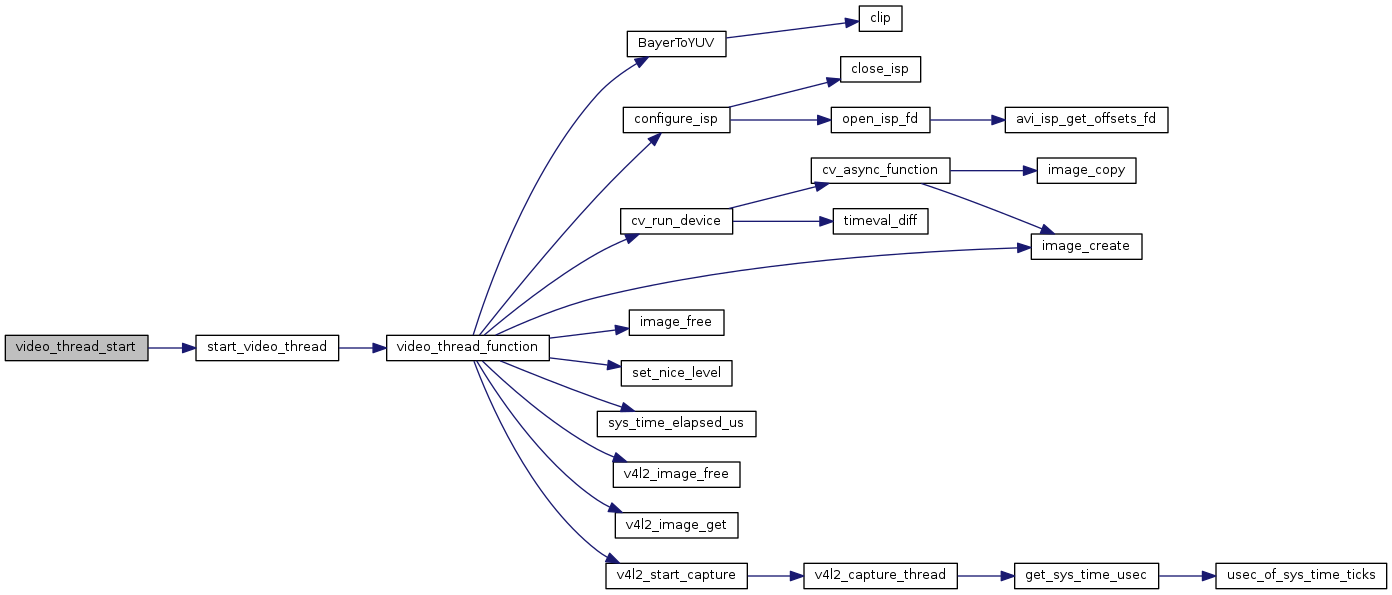 clip
BayerToYUV
close_isp
configure_isp
open_isp_fd
avi_isp_get_offsets_fd
cv_async_function
image_copy
cv_run_device
timeval_diff
image_create
image_free
video_thread_start
start_video_thread
video_thread_function
set_nice_level
sys_time_elapsed_us
v4l2_image_free
v4l2_image_get
v4l2_start_capture
v4l2_capture_thread
get_sys_time_usec
usec_of_sys_time_ticks